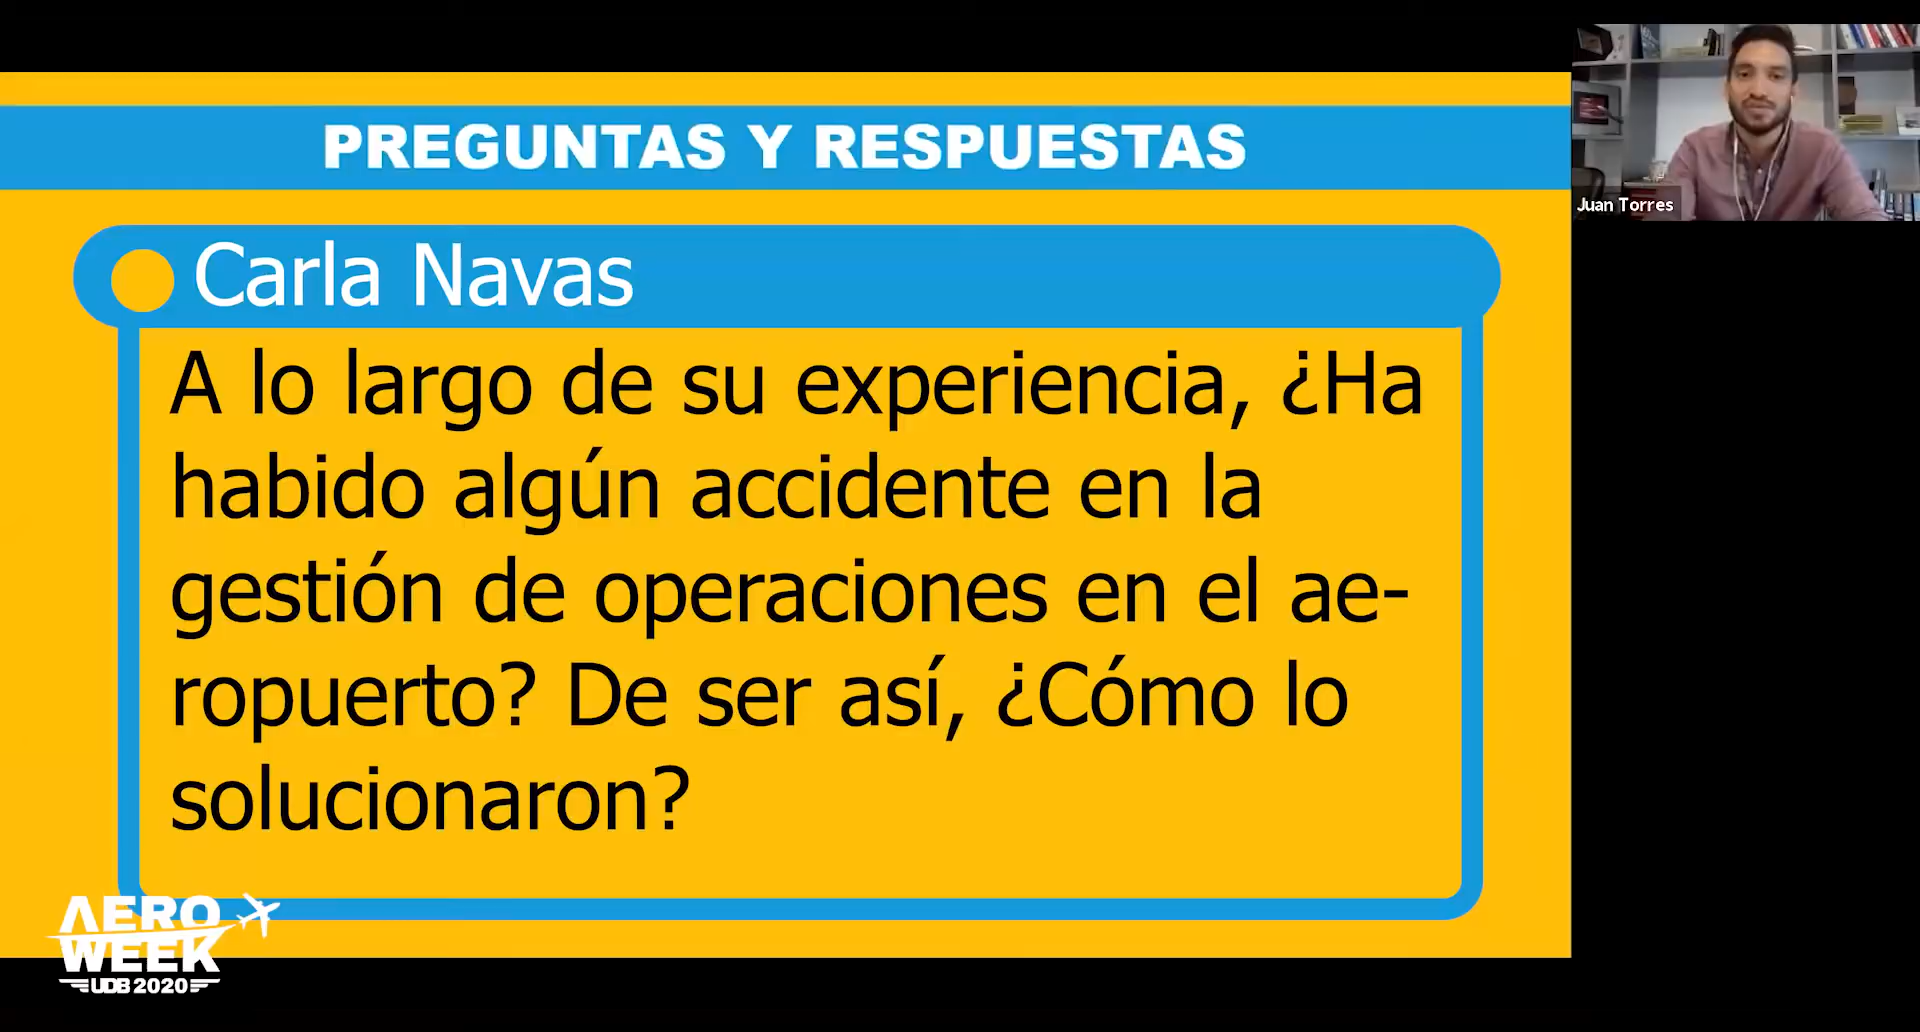 PREGUNTAS Y RESPUESTAS
Carla Navas
A lo largo de su experiencia, ¿Ha
habido algún accidente en la
gestión de operaciones en el ae-
ropuerto? De ser así, ¿Cómo lo
solucionaron?
Juan Torres
AERO
WEEK
UDB 2020